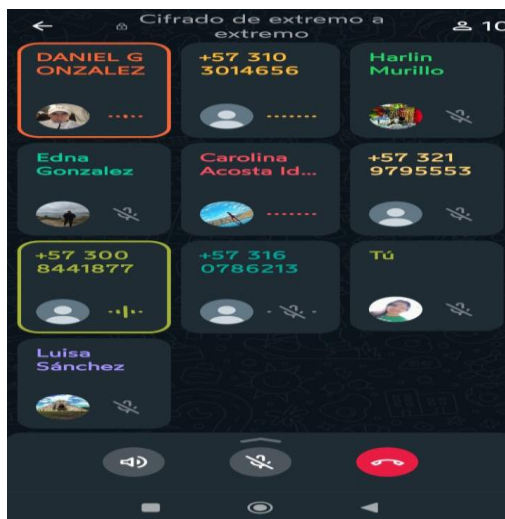 Cifrado de extremo a
extremo
10
DANIEL G
ONZALEZ
+57 310
3014656
Harlin
Murillo
Edna
Gonzalez
Carolina
Acosta Id...
+57 321
9795553
+57 300
8441877
+57 316
0786213
Tú
Luisa
Sánchez